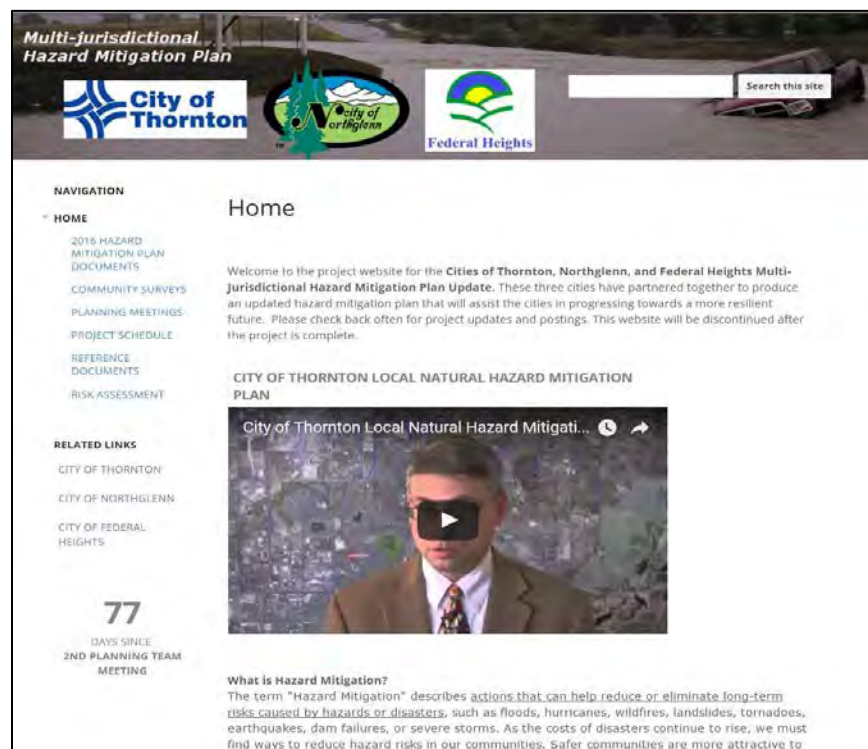 Multi-jurisdictional
Hazard Mitigation Plan
City of
Thornton
city of
Northglenn
Federal Heights
Search this site
NAVIGATION
HOME
2016 HAZARD
MITIGATION PLAN
DOCUMENTS
COMMUNITY SURVEYS
PLANNING MEETINGS
PROJECT SCHEDULE
REFERENCE
DOCUMENTS
RISK ASSESSMENT
RELATED LINKS
CITY OF THORNTON
CITY OF NORTHGLENN
CITY OF FEDERAL
HEIGHTS
77
DAYS SINCE
2ND PLANNING TEAM
MEETING
Home
Welcome to the project website for the Cities of Thornton, Northglenn, and Federal Heights Multi-
Jurisdictional Hazard Mitigation Plan Update. These three cities have partnered together to produce
an updated hazard mitigation plan that will assist the cities in progressing towards a more resilient
future. Please check back often for project updates and postings. This website will be discontinued after
the project is complete.
CITY OF THORNTON LOCAL NATURAL HAZARD MITIGATION
PLAN
City of Thornton Local Natural Hazard Mitigati...
What is Hazard Mitigation?
The term "Hazard Mitigation" describes actions that can help reduce or eliminate long-term
risks caused by hazards or disasters, such as floods, hurricanes, wildfires, landslides, tornadoes,
earthquakes, dam failures, or severe storms. As the costs of disasters continue to rise, we must
find ways to reduce hazard risks in our communities. Safer communities are more attractive to